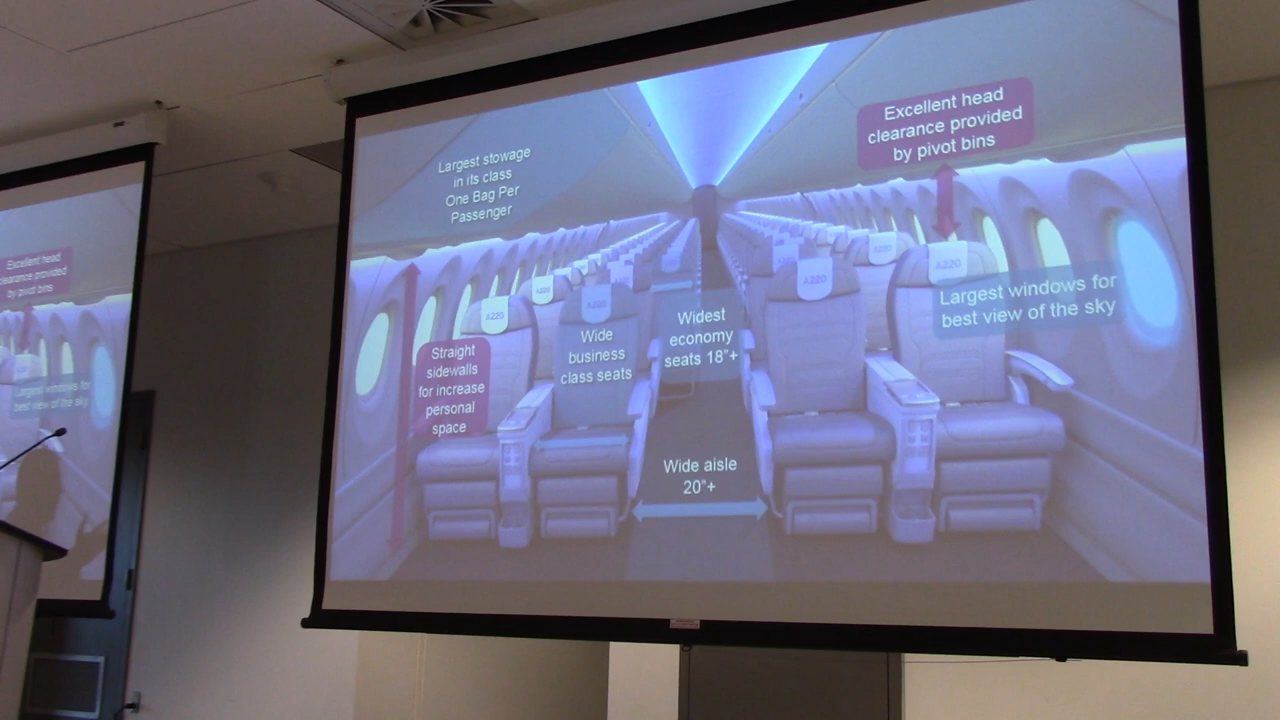 Excellent head
clearance provided
by pivot bins
Largest windows for
best view of the sky
Largest stowage
in its class
One Bag Per
Passenger
Excellent head
clearance provided
by pivot bins
A220
A220
A220
A220
A220
A220
Largest windows for
best view of the sky
Straight
sidewalls
for increase
personal
space
Wide
business
class seats
Widest
economy
seats 18"+
Wide aisle
20"+